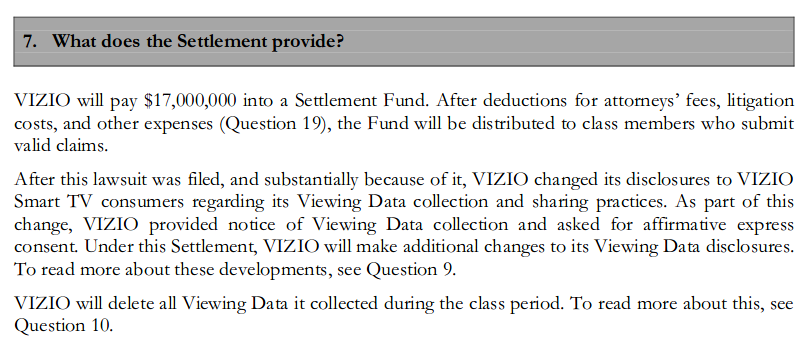 7. What does the Settlement provide?
VIZIO will pay $17,000,000 into a Settlement Fund. After deductions for attorneys’ fees, litigation
costs, and other expenses (Question 19), the Fund will be distributed to class members who submit
valid claims.
After this lawsuit was filed, and substantially because of it, VIZIO changed its disclosures to VIZIO
Smart TV consumers regarding its Viewing Data collection and sharing practices. As part of this
change, VIZIO provided notice of Viewing Data collection and asked for affirmative express
consent. Under this Settlement, VIZIO will make additional changes to its Viewing Data disclosures.
To read more about these developments, see Question 9.
VIZIO will delete all Viewing Data it collected during the class period. To read more about this, see
Question 10.